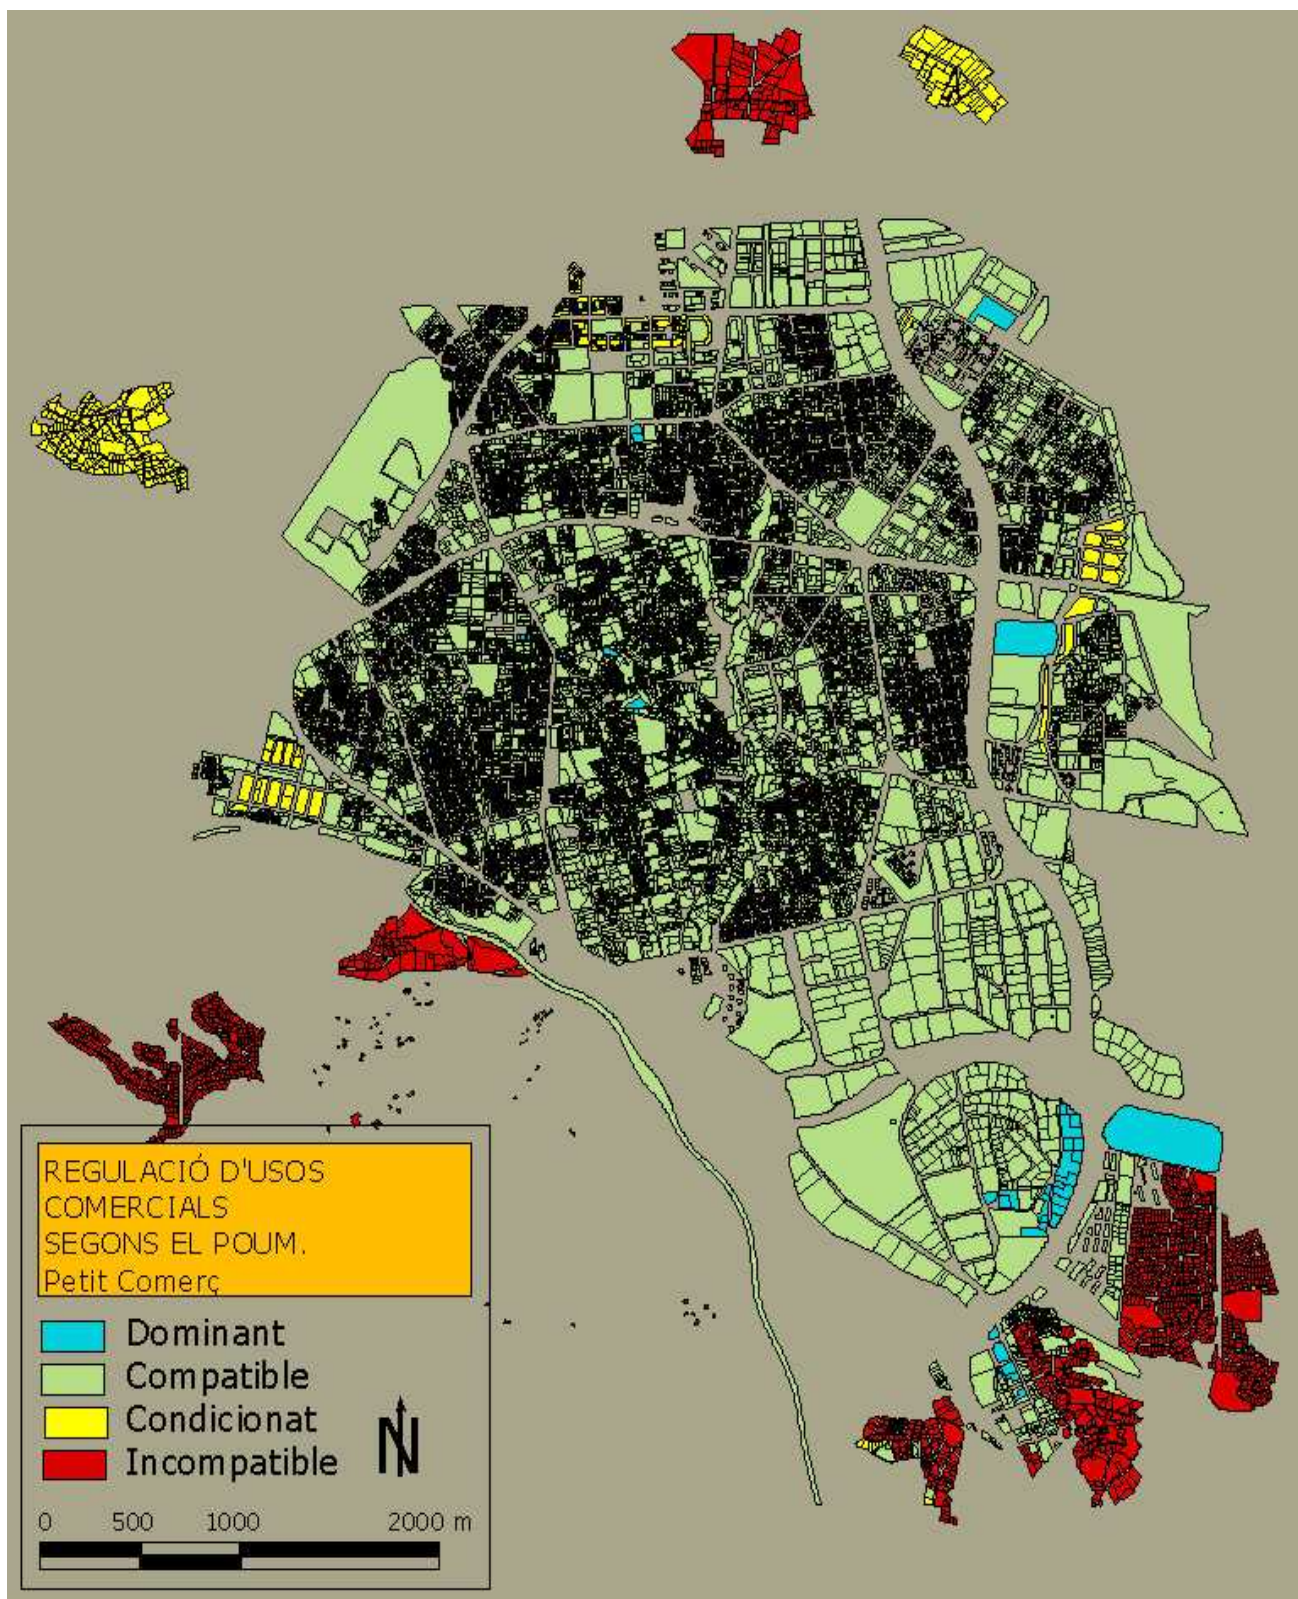 REGULACIÓ D'USOS
COMERCIALS
SEGONS EL POUM.
Petit Comerç
Dominant
Compatible
Condicionat
Incompatible
N
0 500 1000 2000 m